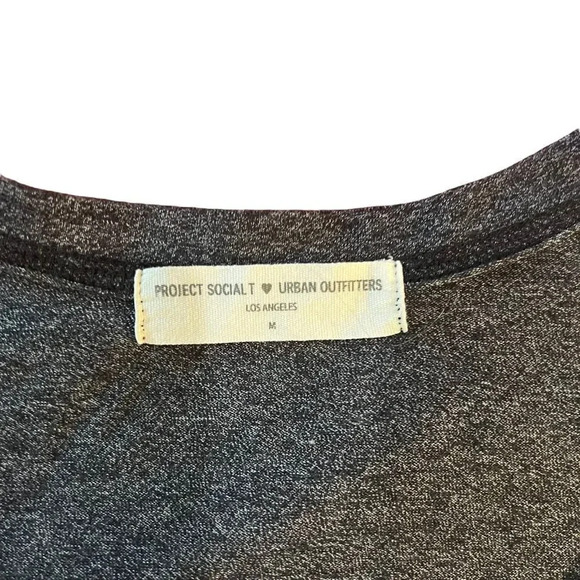 PROJECT SOCIAL T ♥ URBAN OUTFITTERS
LOS ANGELES
M